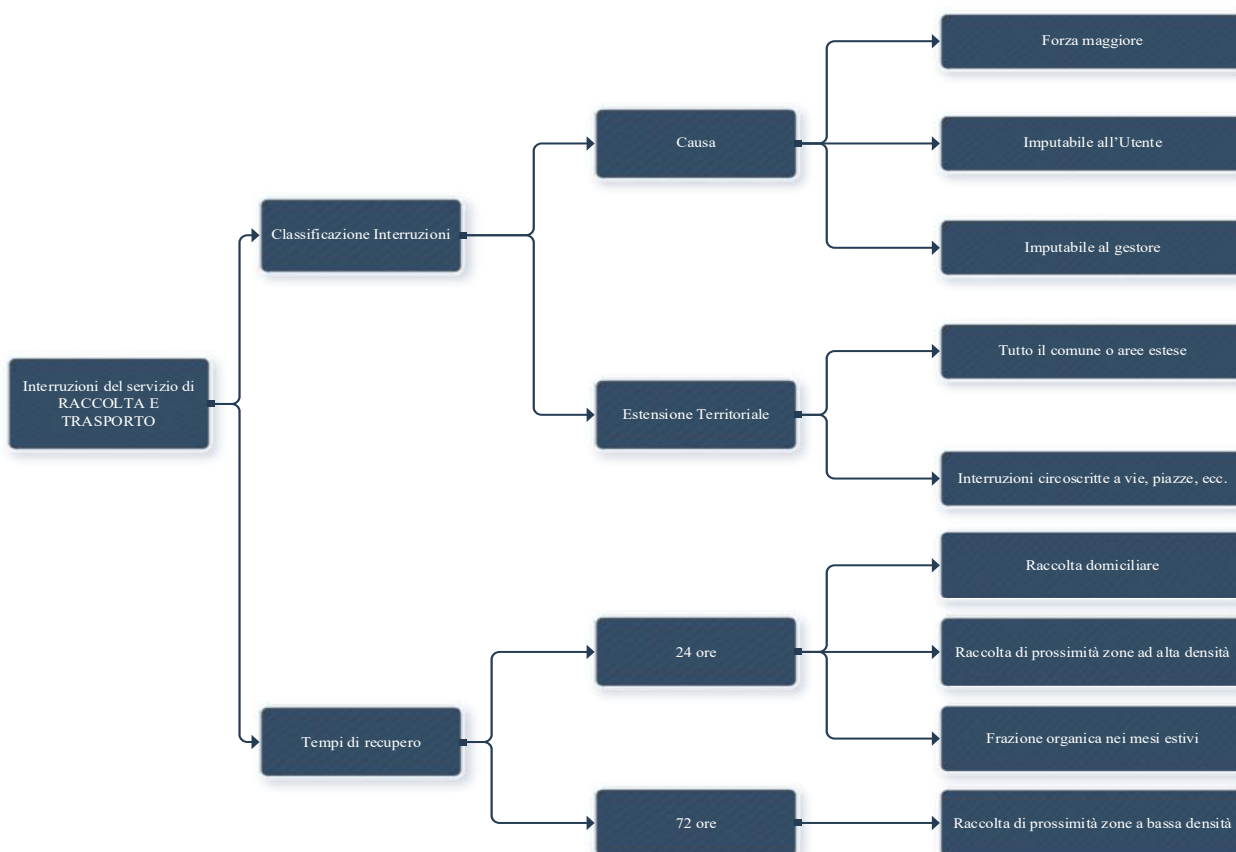 Interruzioni del servizio di
RACCOLTA E
TRASPORTO
Classificazione Interruzioni
Causa
Forza maggiore
Imputabile all'Utente
Imputabile al gestore
Estensione Territoriale
Tutto il comune o aree estese
Interruzioni circoscritte a vie, piazze, ecc.
Tempi di recupero
24 ore
Raccolta domiciliare
Raccolta di prossimità zone ad alta densità
Frazione organica nei mesi estivi
72 ore
Raccolta di prossimità zone a bassa densità